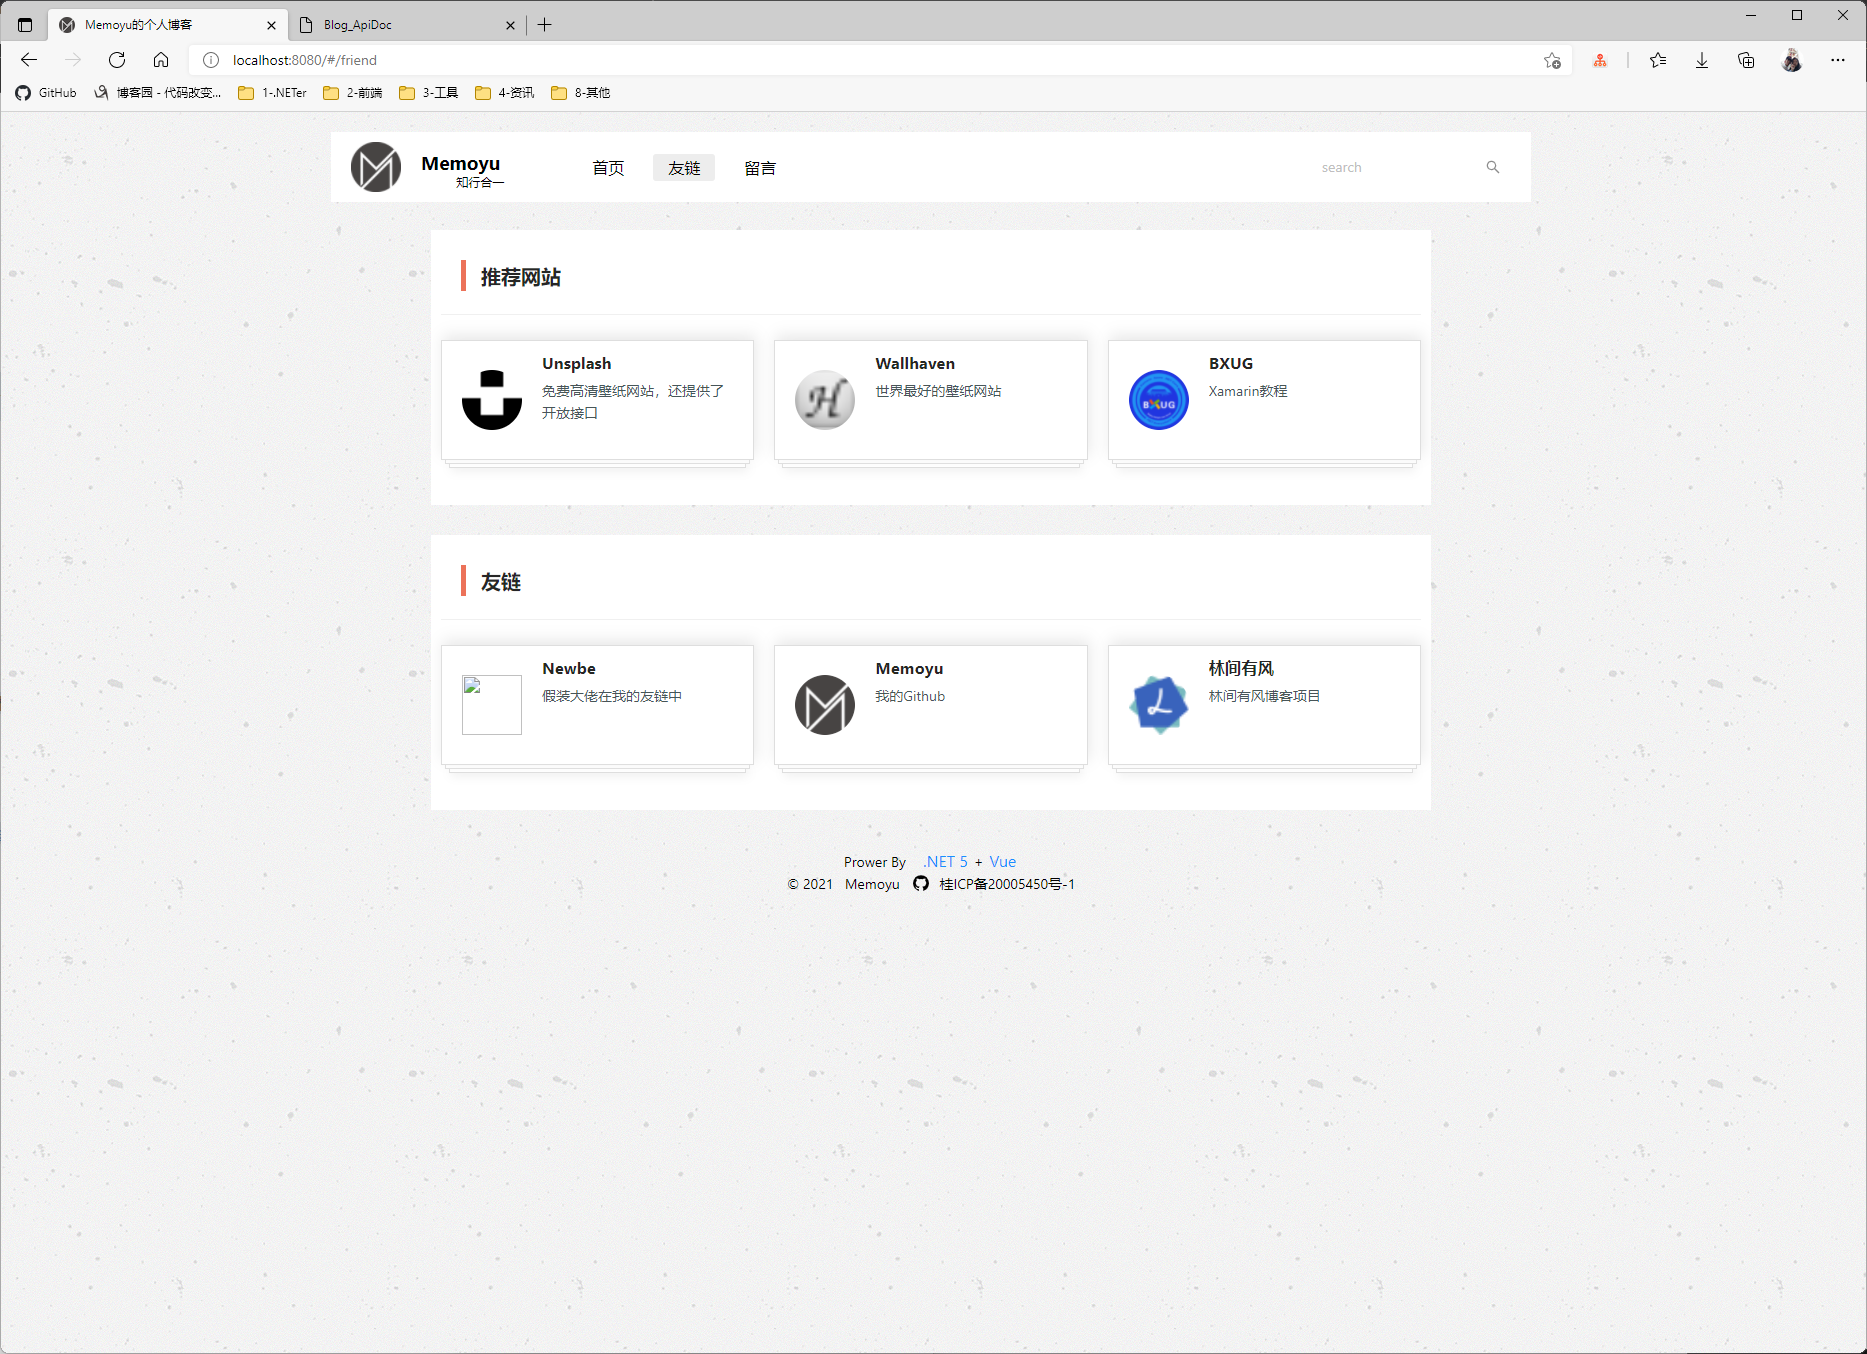 Memoyu的个人博客
Blog_ApiDoc
localhost:8080/#/friend
GitHub
博客园 - 代码改变...
1-.NETer
2-前端
3-工具
4-资讯
8-其他
Memoyu
知行合一
首页
友链
留言
search
推荐网站
Unsplash
免费高清壁纸网站，还提供了
开放接口
Wallhaven
世界最好的壁纸网站
BXUG
BXUG
Xamarin教程
友链
Newbe
假装大佬在我的友链中
Memoyu
我的Github
林间有风
林间有风博客项目
Prower By .NET 5 + Vue
© 2021 Memoyu 桂ICP备20005450号-1